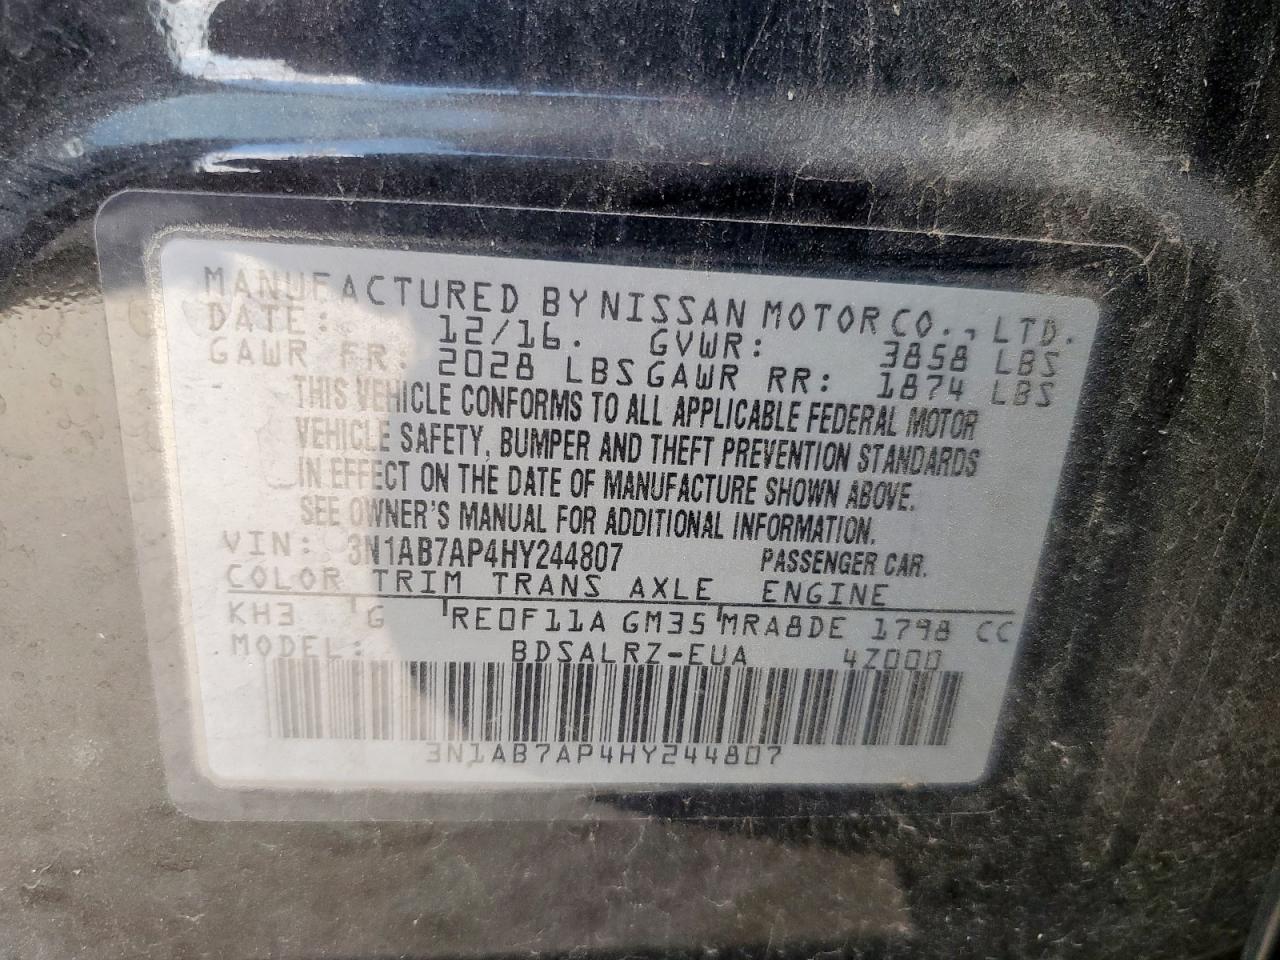 MANUFACTURED BY NISSAN MOTOR CO., LTD.
DATE: 12/16. GVWR: 3858 LBS
GAWR FR: 2028 LBS GAWR RR: 1874 LBS
THIS VEHICLE CONFORMS TO ALL APPLICABLE FEDERAL MOTOR
VEHICLE SAFETY, BUMPER AND THEFT PREVENTION STANDARDS
IN EFFECT ON THE DATE OF MANUFACTURE SHOWN ABOVE.
SEE OWNER'S MANUAL FOR ADDITIONAL INFORMATION.
VIN: 3N1AB7AP4HY244807 PASSENGER CAR.
COLOR TRIM TRANS AXLE ENGINE
KH3 G RE0F11A GM35 MRA8DE 1798 CC
MODEL: BDSALRZ-EUA 4Z000
3N1AB7AP4HY244807